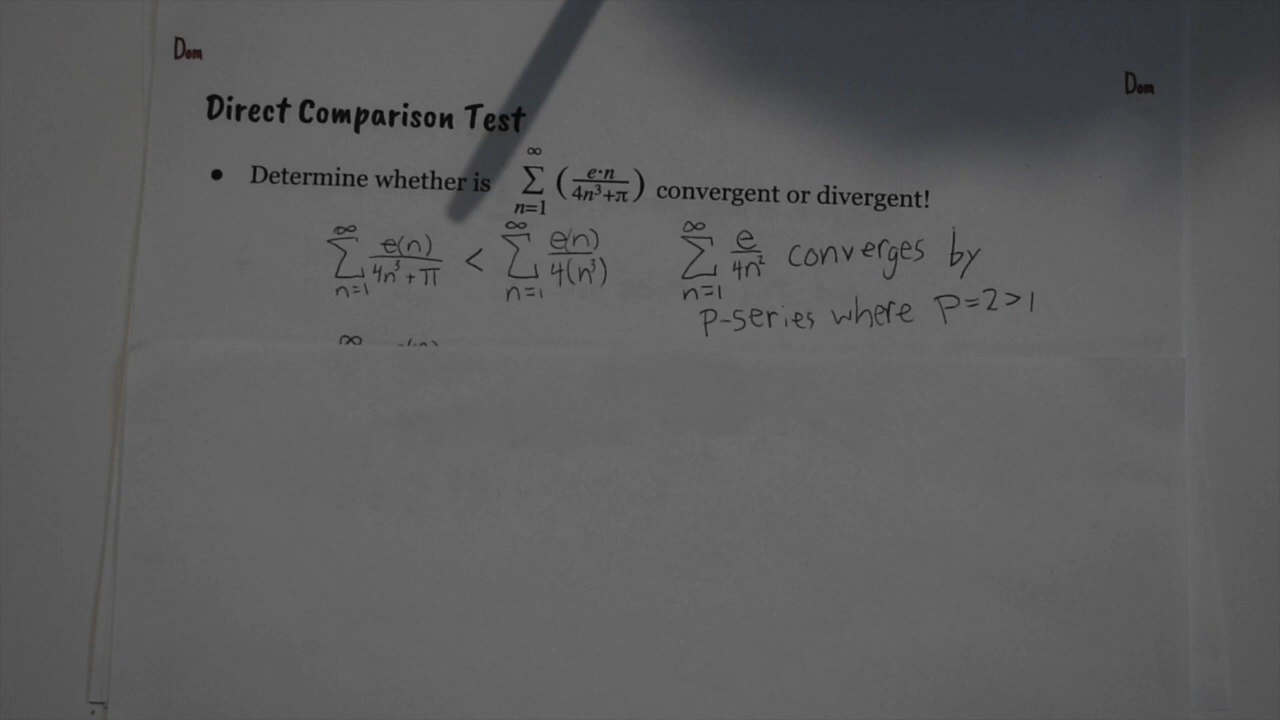 Dom
Dom
Direct Comparison Test
• Determine whether is ∞ Σ n=1 (e·n / 4n³+π) convergent or divergent!
∞ Σ n=1 e(n) / 4n³+π < ∞ Σ n=1 e(n) / 4(n³) ∞ Σ n=1 e / 4n² converges by
p-series where p=2>1
∞